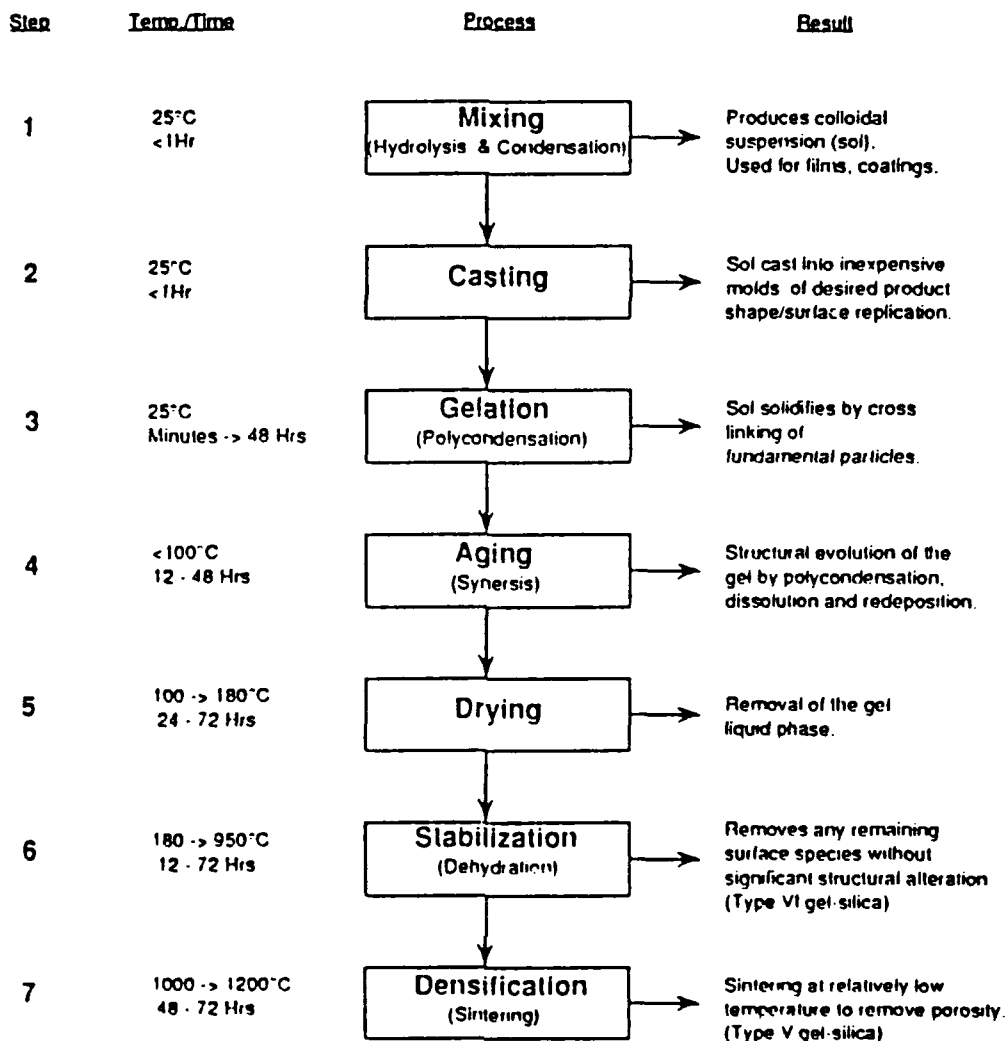 Step Temp./Time Process Result
1
25°C
<1Hr
Mixing
(Hydrolysis & Condensation)
Produces colloidal
suspension (sol).
Used for films, coatings.
2
25°C
<1Hr
Casting
Sol cast into inexpensive
molds of desired product
shape/surface replication.
3
25°C
Minutes -> 48 Hrs
Gelation
(Polycondensation)
Sol solidifies by cross
linking of
fundamental particles.
4
<100°C
12 - 48 Hrs
Aging
(Synersis)
Structural evolution of the
gel by polycondensation,
dissolution and redeposition.
5
100 -> 180°C
24 - 72 Hrs
Drying
Removal of the gel
liquid phase.
6
180 -> 950°C
12 - 72 Hrs
Stabilization
(Dehydration)
Removes any remaining
surface species without
significant structural alteration
(Type VI gel-silica)
7
1000 -> 1200°C
48 - 72 Hrs
Densification
(Sintering)
Sintering at relatively low
temperature to remove porosity.
(Type V gel-silica)